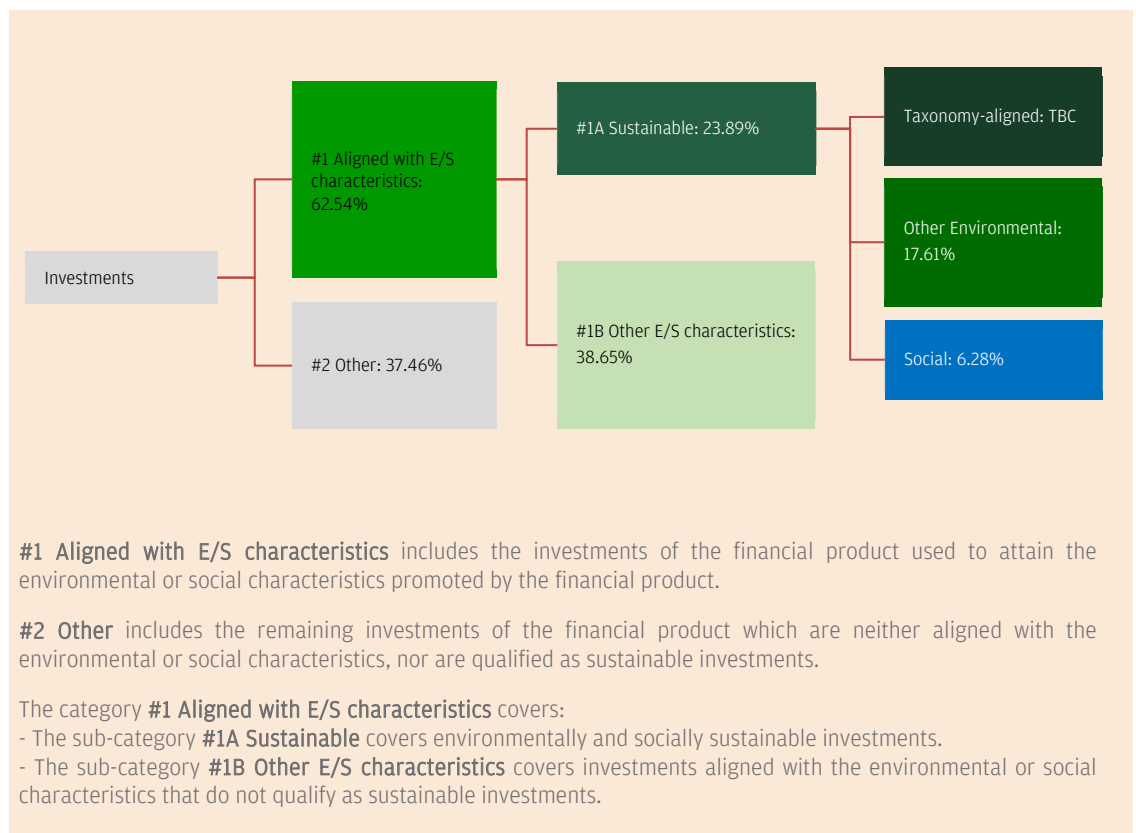 Investments
#1 Aligned with E/S
characteristics:
62.54%
#2 Other: 37.46%
#1A Sustainable: 23.89%
#1B Other E/S characteristics:
38.65%
Taxonomy-aligned: TBC
Other Environmental:
17.61%
Social: 6.28%
#1 Aligned with E/S characteristics includes the investments of the financial product used to attain the
environmental or social characteristics promoted by the financial product.
#2 Other includes the remaining investments of the financial product which are neither aligned with the
environmental or social characteristics, nor are qualified as sustainable investments.
The category #1 Aligned with E/S characteristics covers:
- The sub-category #1A Sustainable covers environmentally and socially sustainable investments.
- The sub-category #1B Other E/S characteristics covers investments aligned with the environmental or social
characteristics that do not qualify as sustainable investments.